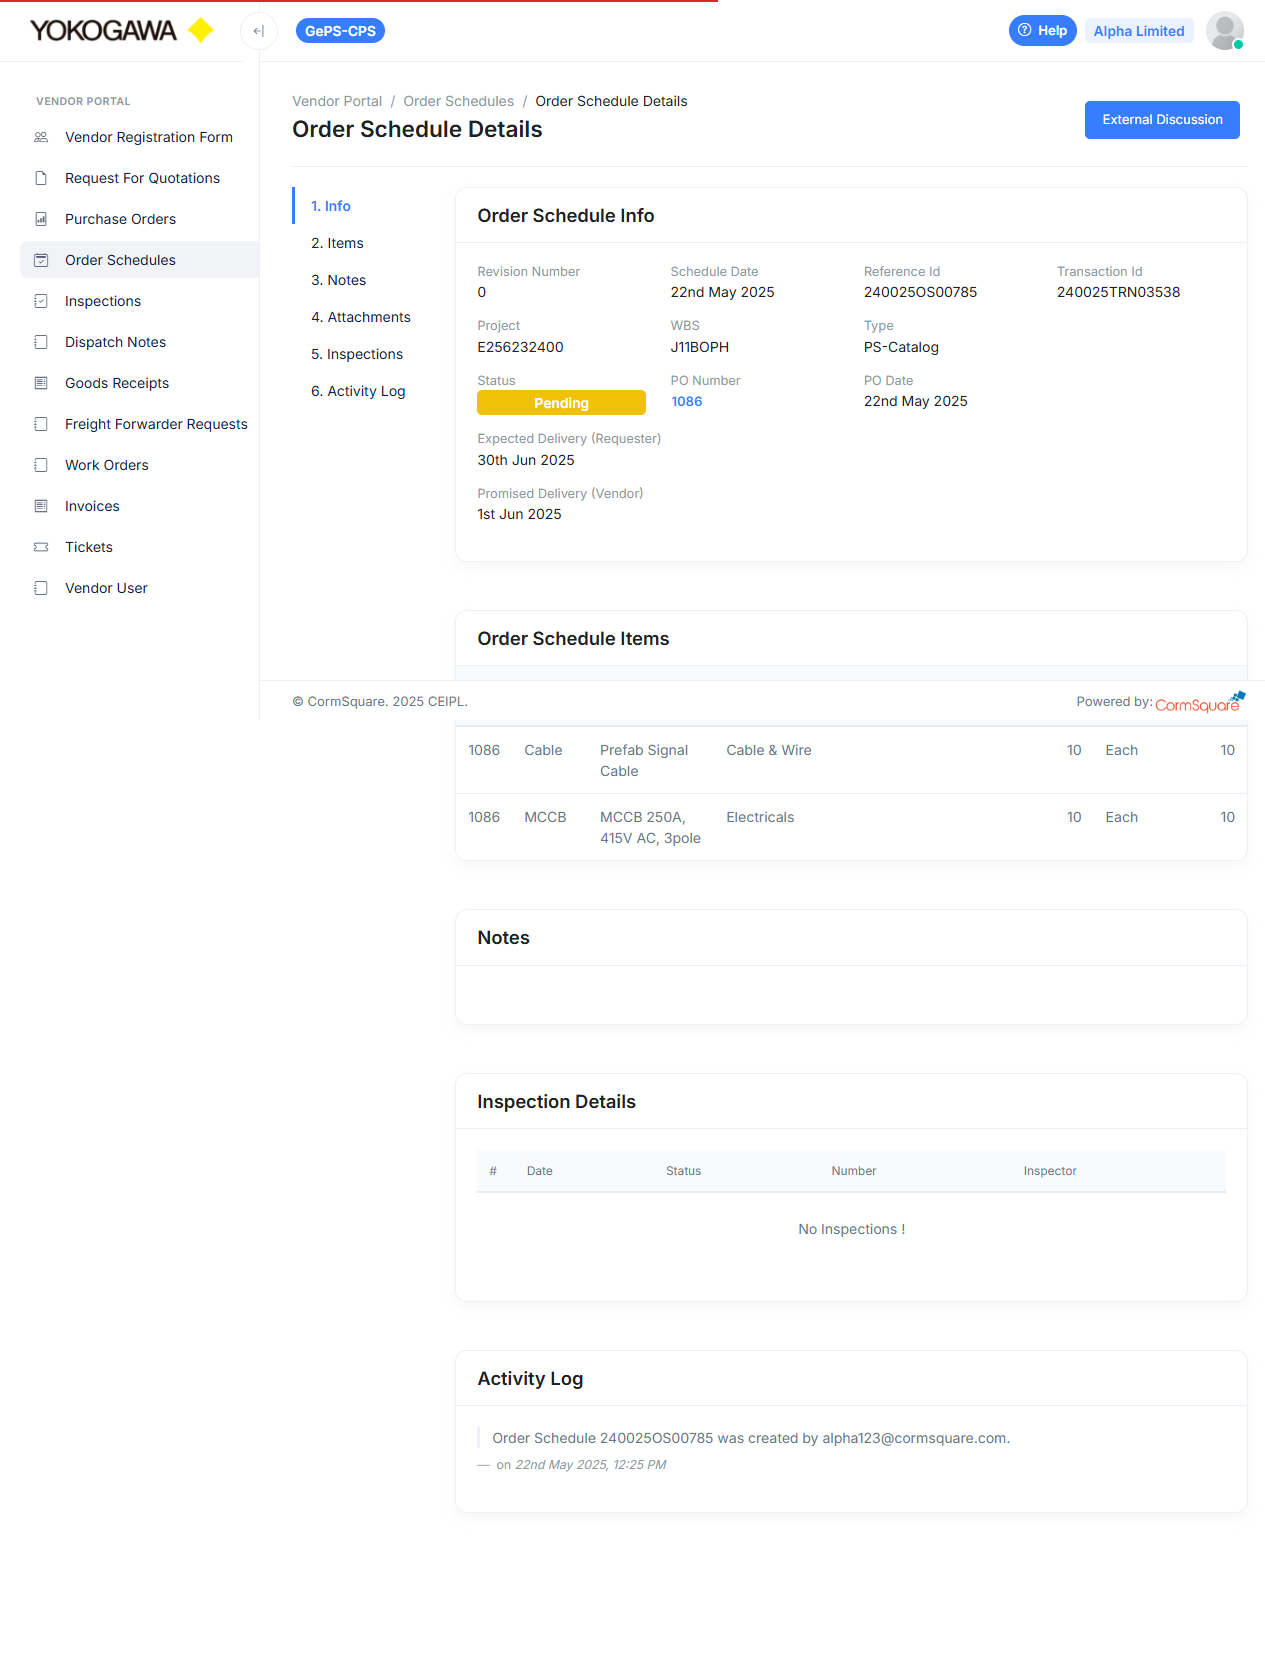 YOKOGAWA
GePS-CPS
Help
Alpha Limited
VENDOR PORTAL
Vendor Registration Form
Request For Quotations
Purchase Orders
Order Schedules
Inspections
Dispatch Notes
Goods Receipts
Freight Forwarder Requests
Work Orders
Invoices
Tickets
Vendor User
Vendor Portal / Order Schedules / Order Schedule Details
Order Schedule Details
External Discussion
1. Info
2. Items
3. Notes
4. Attachments
5. Inspections
6. Activity Log
Order Schedule Info
Revision Number
0
Schedule Date
22nd May 2025
Reference Id
240025OS00785
Transaction Id
240025TRN03538
Project
E256232400
WBS
J11BOPH
Type
PS-Catalog
Status
Pending
PO Number
1086
PO Date
22nd May 2025
Expected Delivery (Requester)
30th Jun 2025
Promised Delivery (Vendor)
1st Jun 2025
Order Schedule Items
© CormSquare. 2025 CEIPL.
Powered by: CormSquare
1086 Cable Prefab Signal Cable & Wire 10 Each 10
Cable
1086 MCCB MCCB 250A, Electricals 10 Each 10
415V AC, 3pole
Notes
Inspection Details
# Date Status Number Inspector
No Inspections !
Activity Log
Order Schedule 240025OS00785 was created by alpha123@cormsquare.com.
— on 22nd May 2025, 12:25 PM